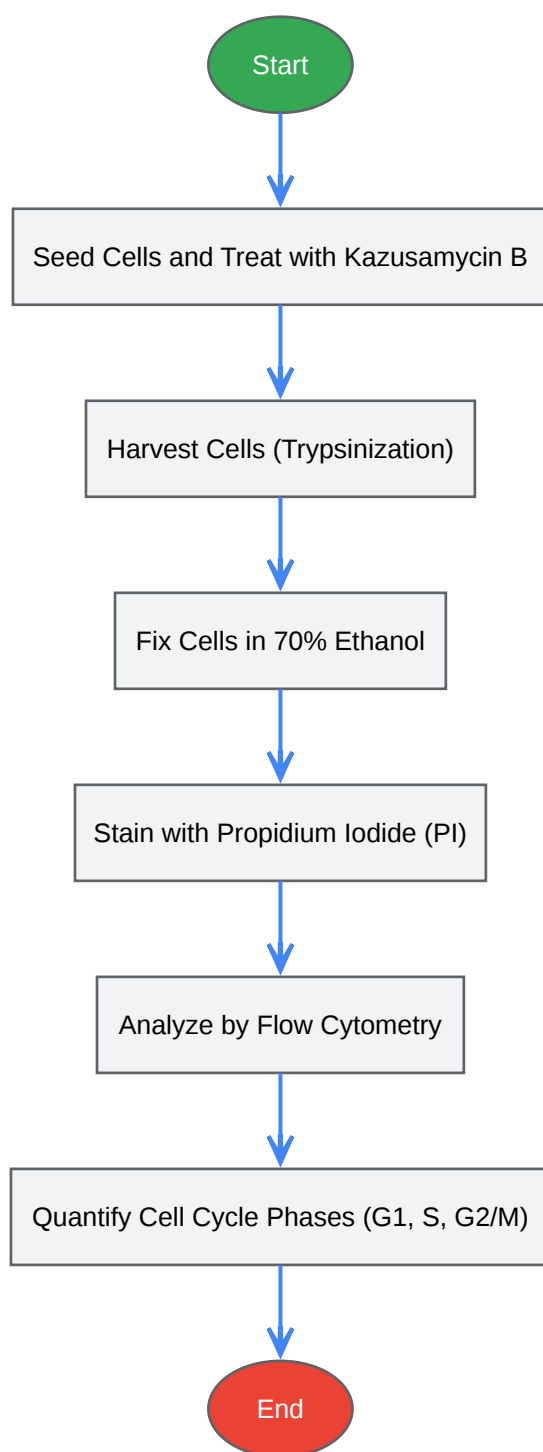 Start
Seed Cells and Treat with Kazusamycin B
Harvest Cells (Trypsinization)
Fix Cells in 70% Ethanol
Stain with Propidium Iodide (PI)
Analyze by Flow Cytometry
Quantify Cell Cycle Phases (G1, S, G2/M)
End